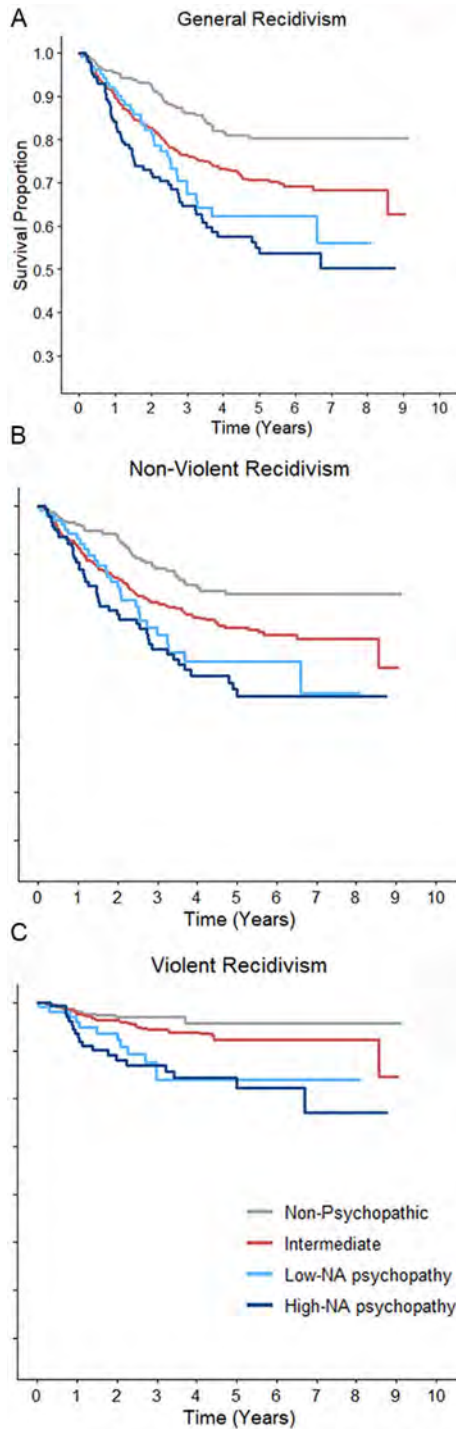 A
General Recidivism
Survival Proportion
1.0
0.9
0.8
0.7
0.6
0.5
0.4
0.3
0 1 2 3 4 5 6 7 8 9 10
Time (Years)
B
Non-Violent Recidivism
0 1 2 3 4 5 6 7 8 9 10
Time (Years)
C
Violent Recidivism
Non-Psychopathic
Intermediate
Low-NA psychopathy
High-NA psychopathy
0 1 2 3 4 5 6 7 8 9 10
Time (Years)